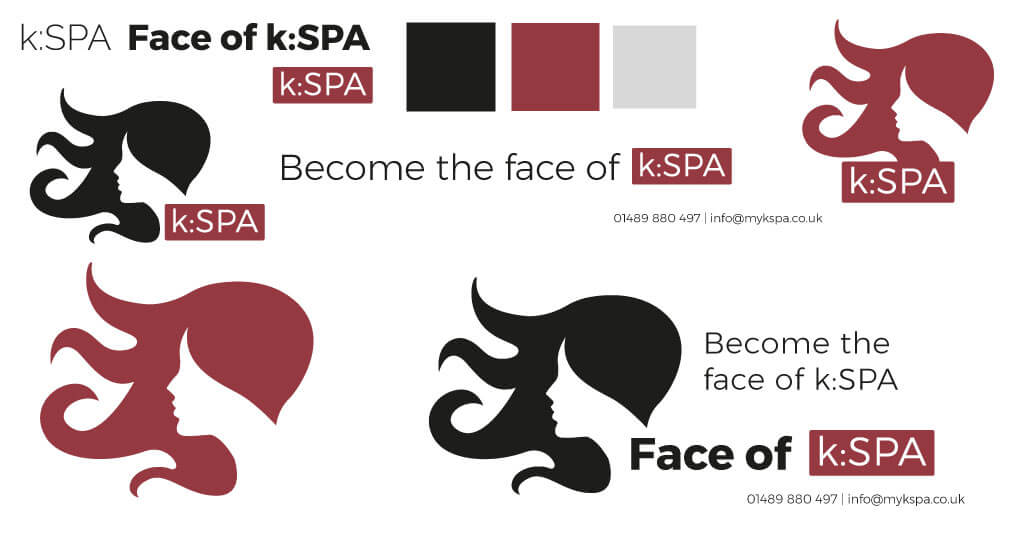 k:SPA Face of k:SPA
k:SPA
k:SPA
Become the face of k:SPA
01489 880 497 | info@mykspa.co.uk
k:SPA
Become the
face of k:SPA
Face of k:SPA
01489 880 497 | info@mykspa.co.uk